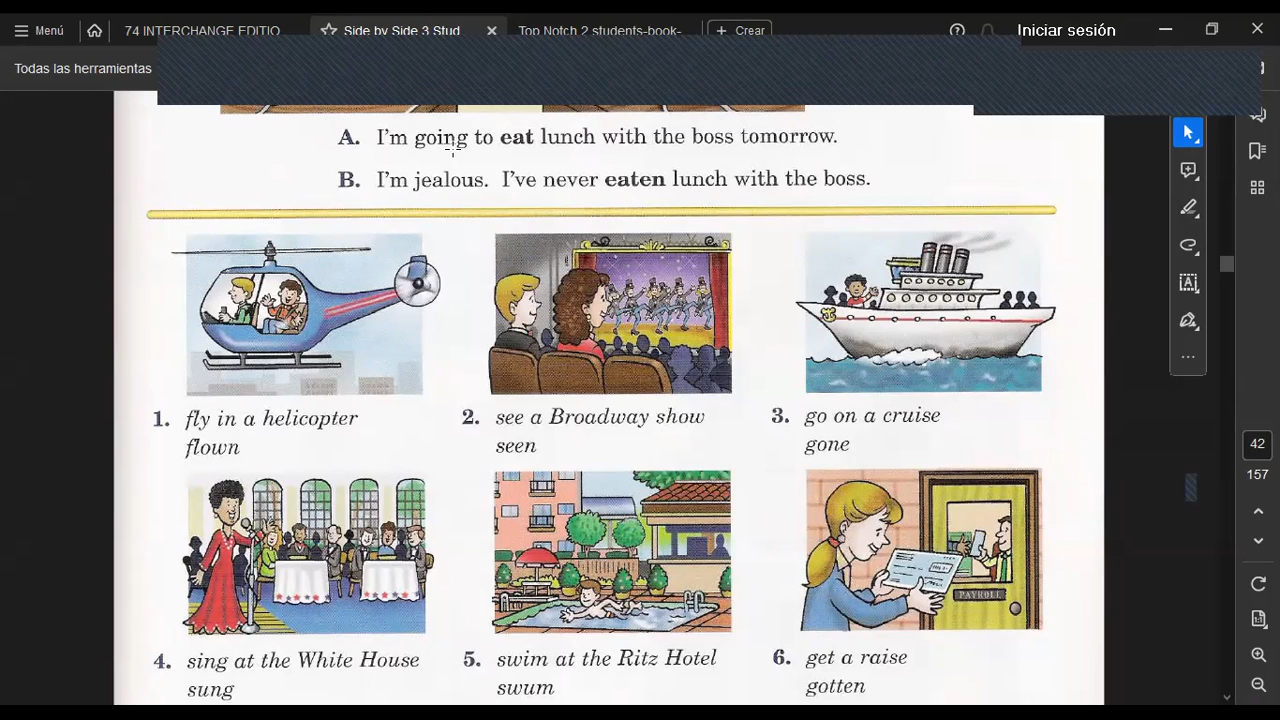 Menú 74 INTERCHANGE EDITIO Side by Side 3 Stud Top Notch 2 students-book- Crear Iniciar sesión
Todas las herramientas
A. I'm going to eat lunch with the boss tomorrow.
B. I'm jealous. I've never eaten lunch with the boss.
1. fly in a helicopter
flown
2. see a Broadway show
seen
3. go on a cruise
gone
PAYROLL
4. sing at the White House
sung
5. swim at the Ritz Hotel
swum
6. get a raise
gotten
42
157